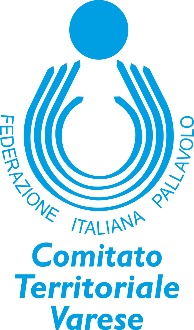 FEDERAZIONE ITALIANA PALLAVOLO
Comitato
Territoriale
Varese